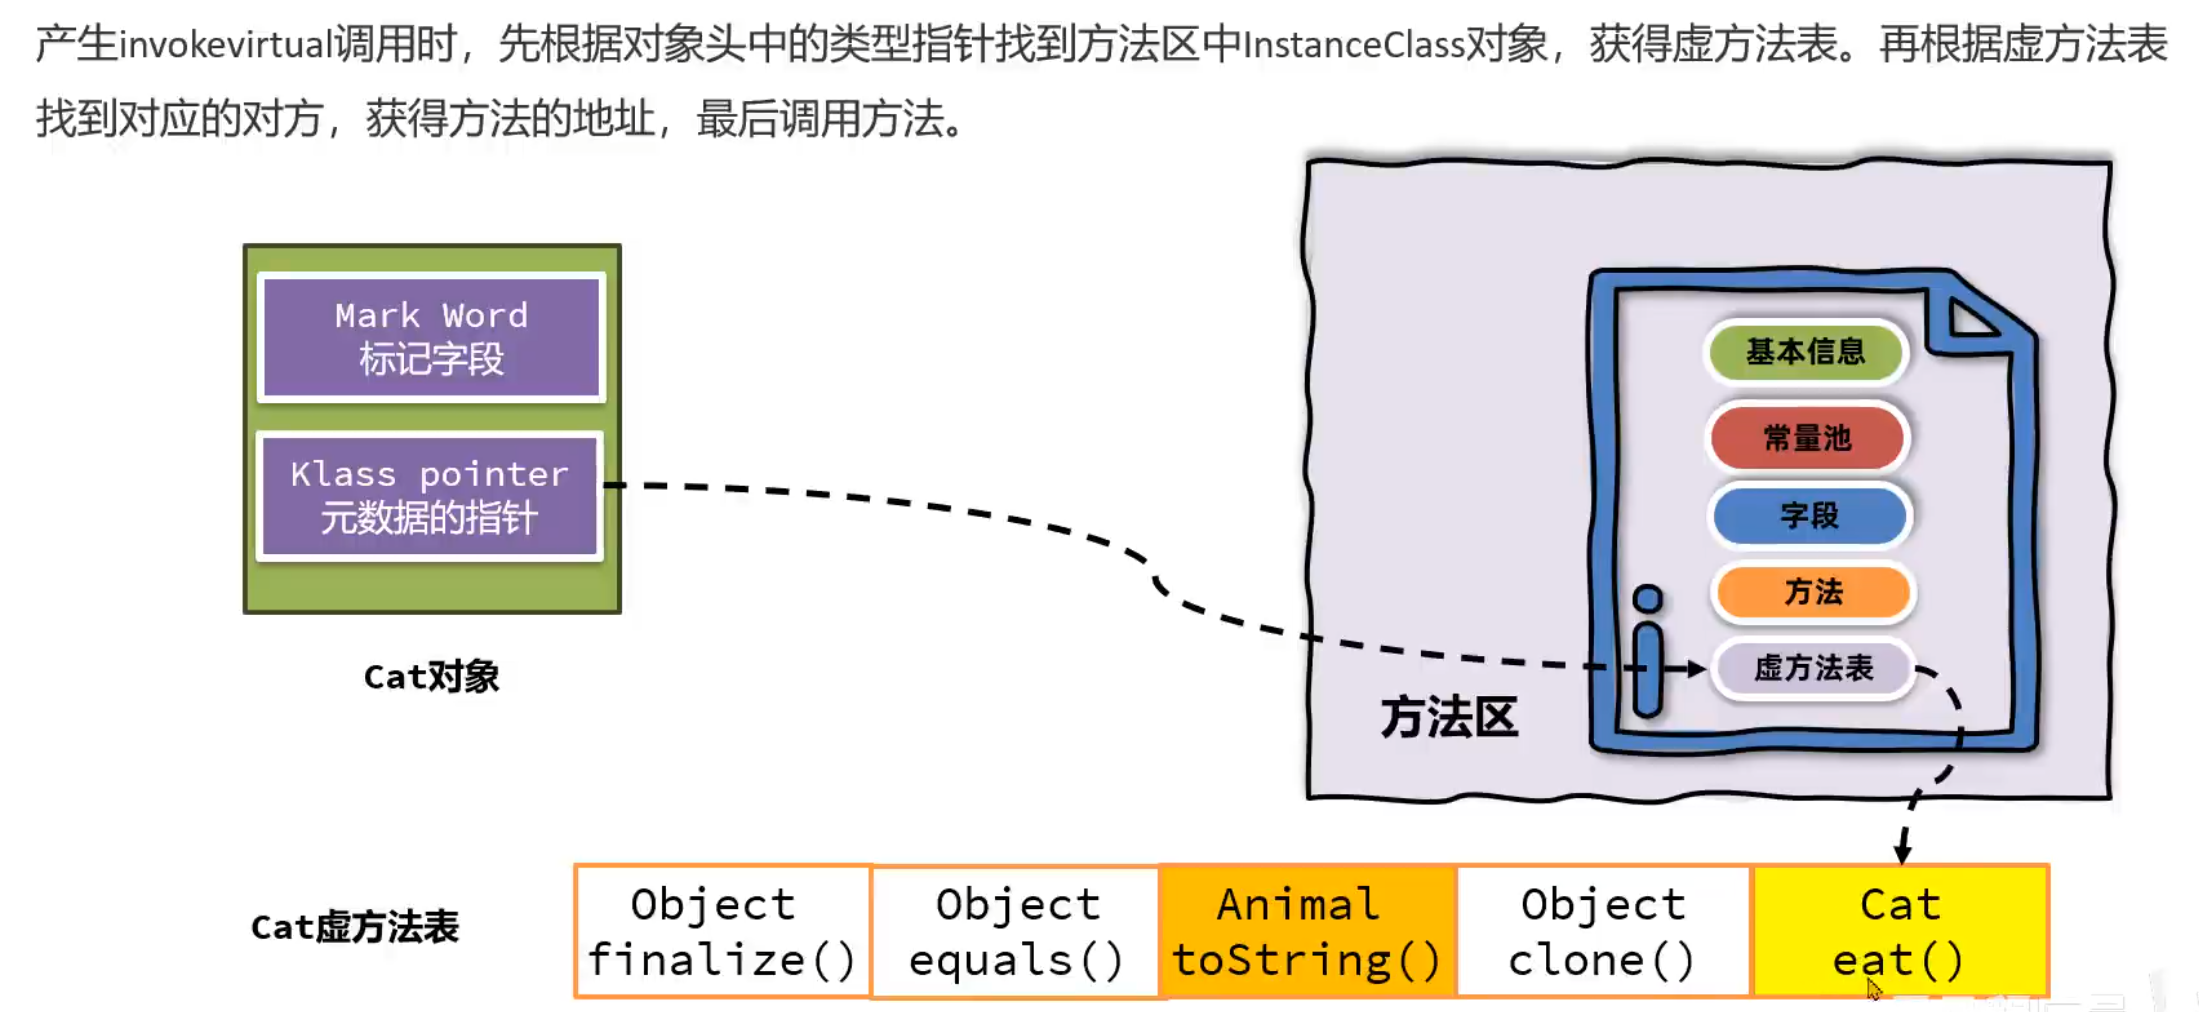 产生invokevirtual调用时，先根据对象头中的类型指针找到方法区中InstanceClass对象，获得虚方法表。再根据虚方法表
找到对应的对方，获得方法的地址，最后调用方法。
Mark Word
标记字段
Klass pointer
元数据的指针
Cat对象
基本信息
常量池
字段
方法
虚方法表
方法区
Cat虚方法表
Object
finalize()
Object
equals()
Animal
toString()
Object
clone()
Cat
eat()